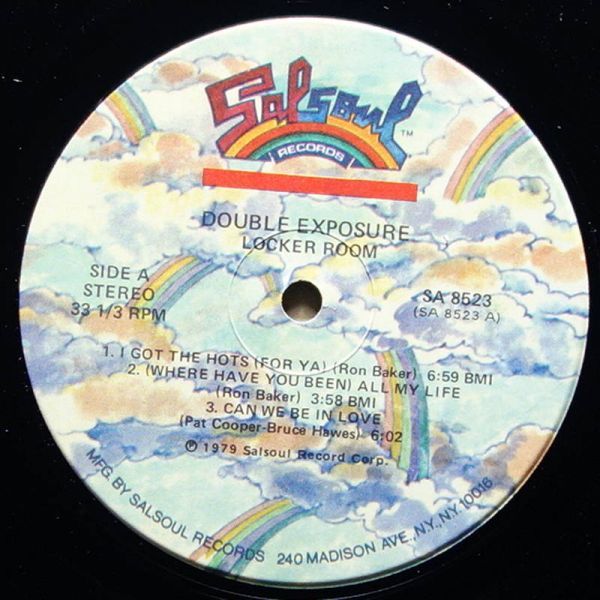 Salsoul
TM
RECORDS
DOUBLE EXPOSURE
LOCKER ROOM
SIDE A
STEREO
33 1/3 RPM
SA 8523
(SA 8523 A)
1. I GOT THE HOTS (FOR YA) (Ron Baker) 6:59 BMI
2. (WHERE HAVE YOU BEEN) ALL MY LIFE
(Ron Baker) 3:58 BMI
3. CAN WE BE IN LOVE
(Pat Cooper-Bruce Hawes) 6:02
℗ 1979 Salsoul Record Corp.
MFG. BY SALSOUL RECORDS 240 MADISON AVE., N.Y., N.Y. 10016